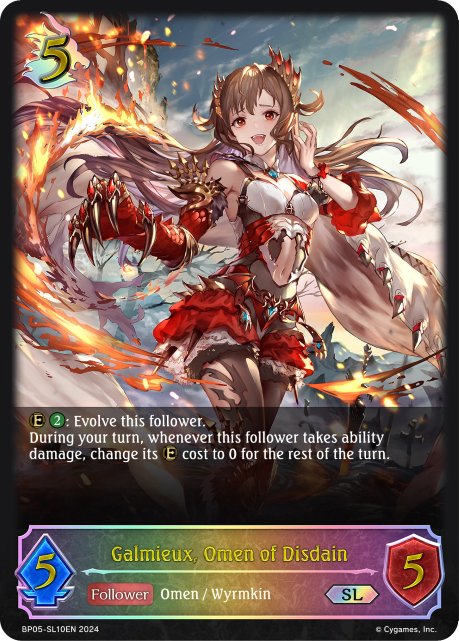 5
E 2: Evolve this follower.
During your turn, whenever this follower takes ability
damage, change its E cost to 0 for the rest of the turn.
Galmieux, Omen of Disdain
5 5
Follower Omen / Wyrmkin SL
BP05-SL10EN 2024 © Cygames, Inc.